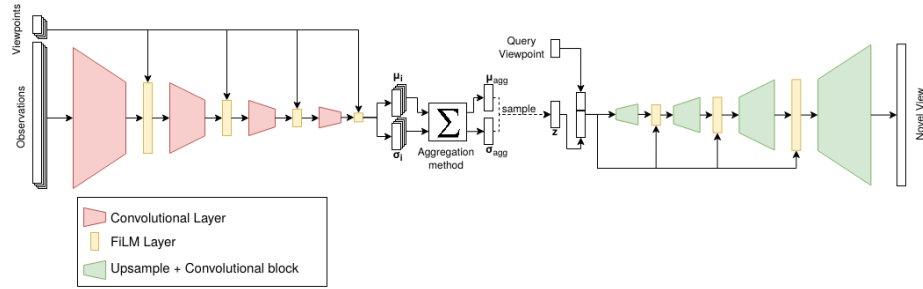 Viewpoints
Observations
μi
σi
Σ
Aggregation
method
μagg
σagg
sample
Query
Viewpoint
z
Novel View
Convolutional Layer
FiLM Layer
Upsample + Convolutional block